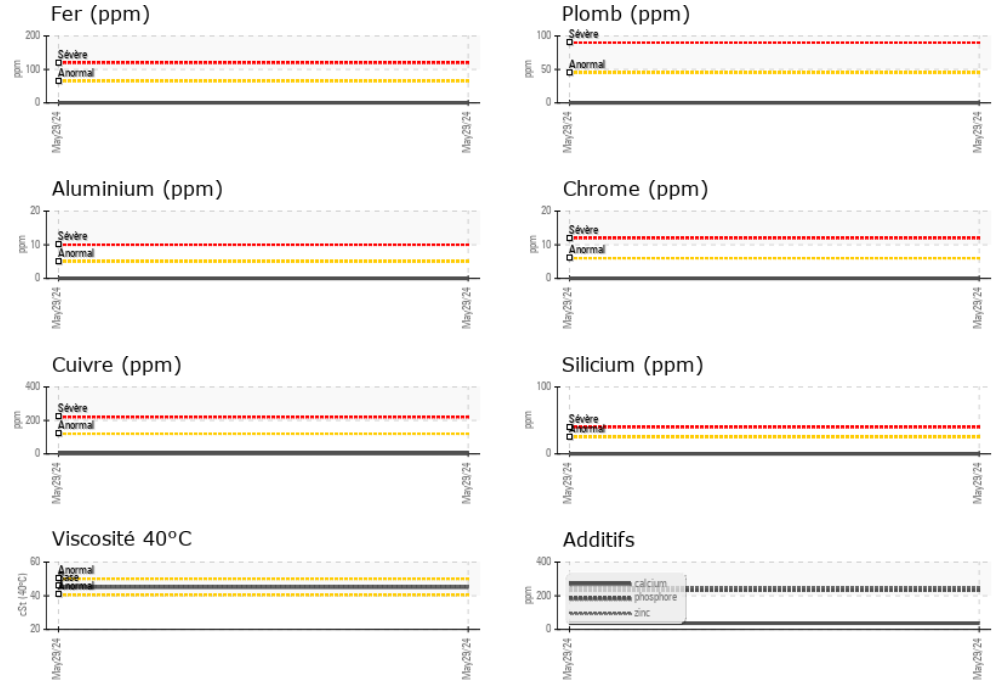 Fer (ppm)
200
100
0
ppm
Sévère
Anormal
May29/24
May29/24
Plomb (ppm)
100
50
0
ppm
Sévère
Anormal
May29/24
May29/24
Aluminium (ppm)
20
10
0
ppm
Sévère
Anormal
May29/24
May29/24
Chrome (ppm)
20
10
0
ppm
Sévère
Anormal
May29/24
May29/24
Cuivre (ppm)
400
200
0
ppm
Sévère
Anormal
May29/24
May29/24
Silicium (ppm)
100
50
0
ppm
Sévère
Anormal
May29/24
May29/24
Viscosité 40°C
60
40
20
cSt (40°C)
Anormal
Base
Anormal
May29/24
May29/24
Additifs
400
200
0
ppm
calcium
phosphore
zinc
May29/24
May29/24